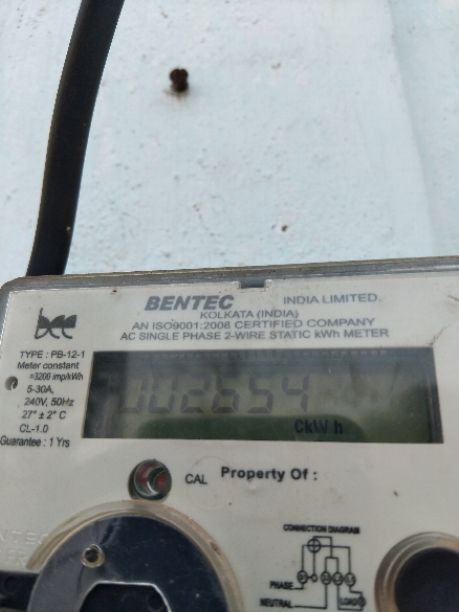 BENTEC INDIA LIMITED.
KOLKATA (INDIA)
AN ISO9001:2008 CERTIFIED COMPANY
AC SINGLE PHASE 2-WIRE STATIC kWh METER
bee
TYPE : PB-12-1
Meter constant
=3200 imp/kWh
5-30A,
240V, 50Hz
27° ± 2° C
CL-1.0
Guarantee : 1 Yrs
002654
CkWh
CAL Property Of :
CONNECTION DIAGRAM
PHASE
NEUTRAL LOAD